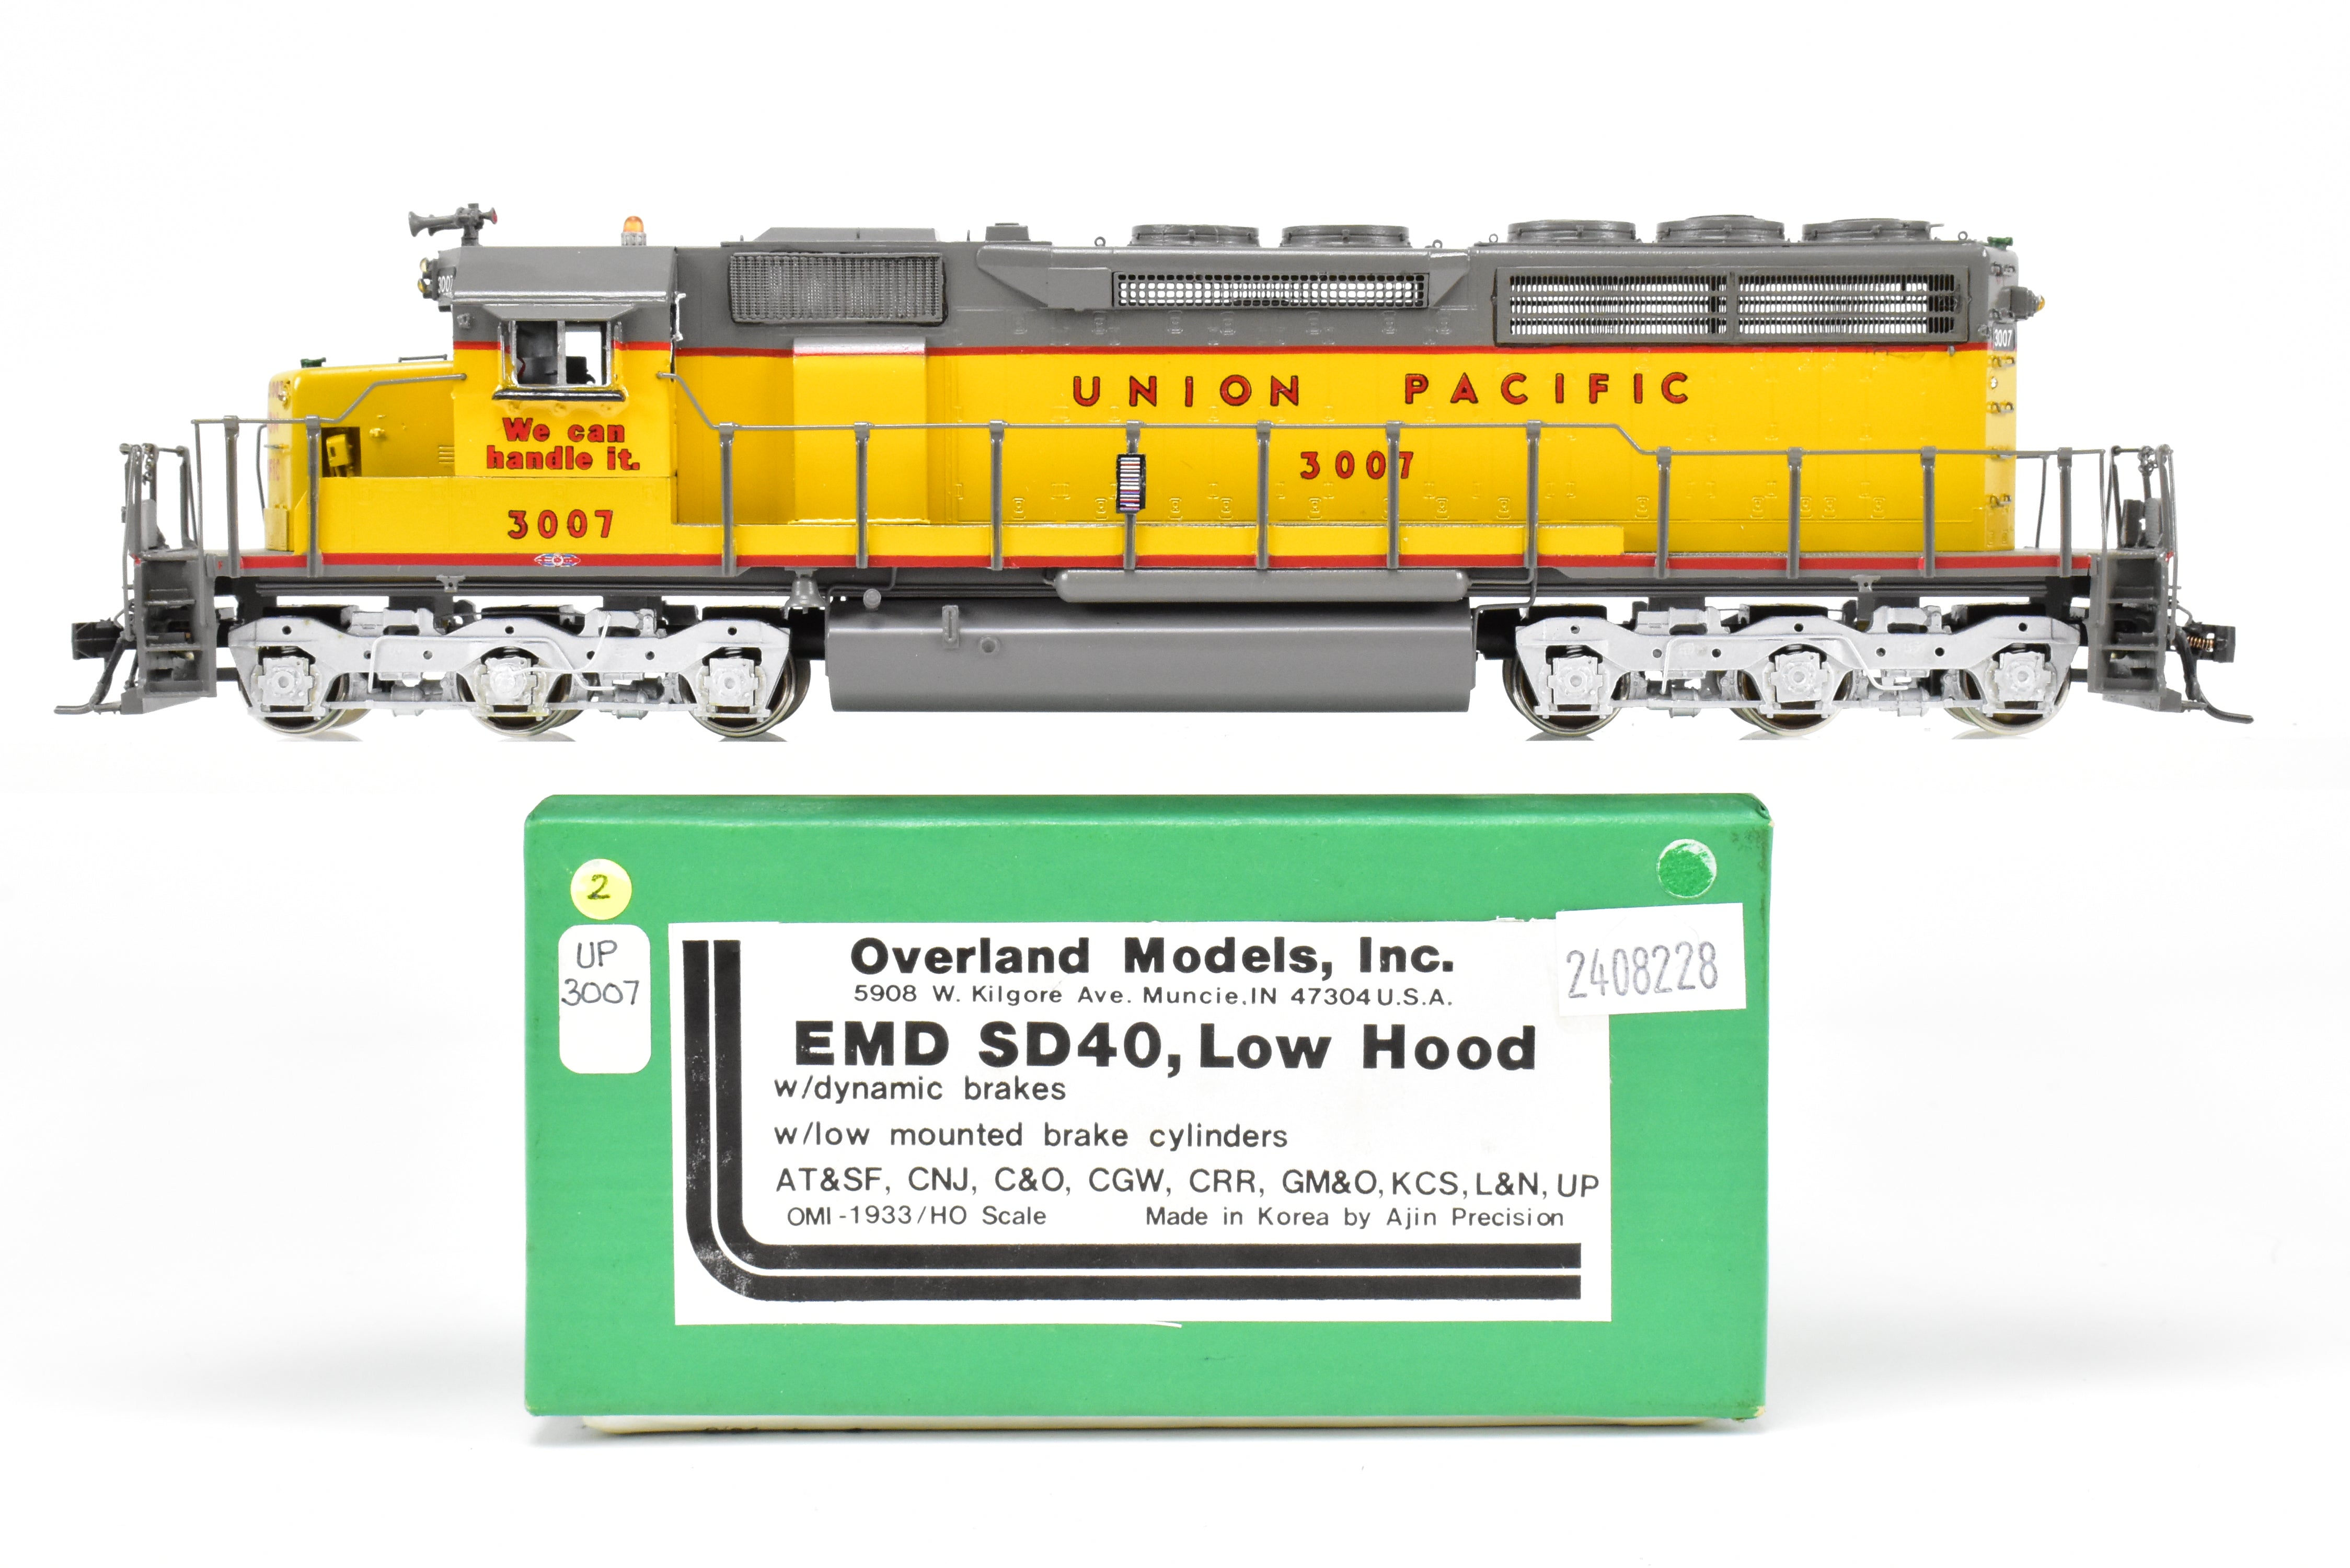 3007
UNION PACIFIC
3007
We can
handle it.
3007
3007
2
UP
3007
2408228
Overland Models, Inc.
5908 W. Kilgore Ave. Muncie, IN 47304 U.S.A.
EMD SD40, Low Hood
w/dynamic brakes
w/low mounted brake cylinders
AT&SF, CNJ, C&O, CGW, CRR, GM&O, KCS, L&N, UP
OMI-1933/HO Scale Made in Korea by Ajin Precision